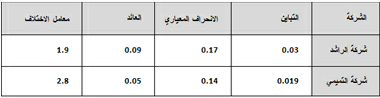 الشركة التباين الانحراف المعياري العائد معامل الاختلاف
شركة الراشد 0.03 0.17 0.09 1.9
شركة التميمي 0.019 0.14 0.05 2.8